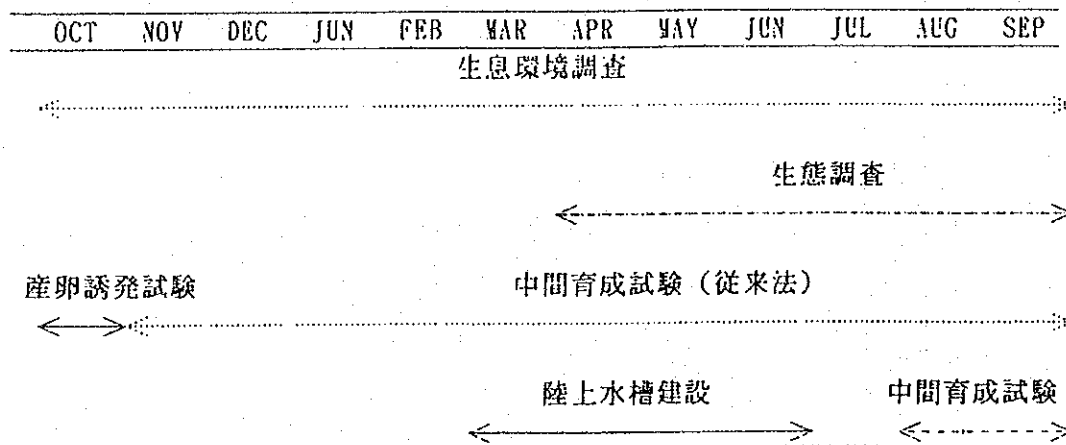 OCT NOV DEC JUN FEB MAR APR MAY JUN JUL AUG SEP
生息環境調査
生態調査
産卵誘発試験 中間育成試験（従来法）
陸上水槽建設 中間育成試験